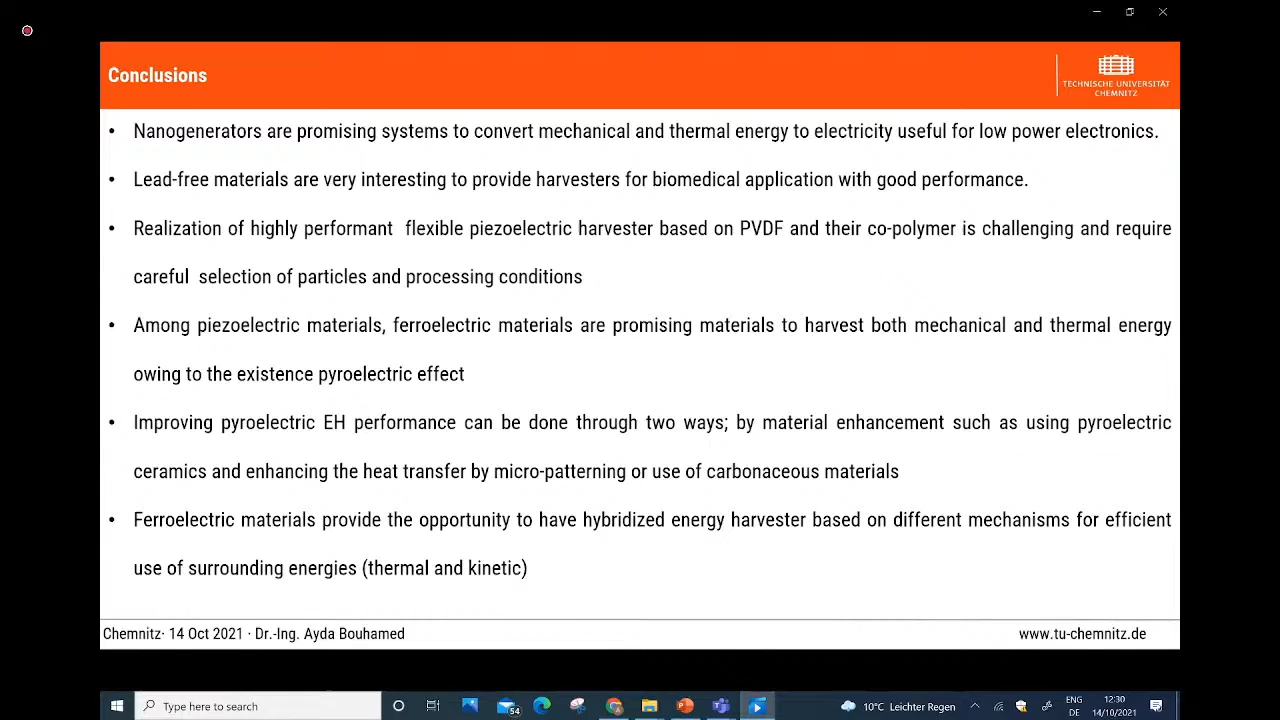 Conclusions
TECHNISCHE UNIVERSITÄT
CHEMNITZ
• Nanogenerators are promising systems to convert mechanical and thermal energy to electricity useful for low power electronics.
• Lead-free materials are very interesting to provide harvesters for biomedical application with good performance.
• Realization of highly performant flexible piezoelectric harvester based on PVDF and their co-polymer is challenging and require
careful selection of particles and processing conditions
• Among piezoelectric materials, ferroelectric materials are promising materials to harvest both mechanical and thermal energy
owing to the existence pyroelectric effect
• Improving pyroelectric EH performance can be done through two ways; by material enhancement such as using pyroelectric
ceramics and enhancing the heat transfer by micro-patterning or use of carbonaceous materials
• Ferroelectric materials provide the opportunity to have hybridized energy harvester based on different mechanisms for efficient
use of surrounding energies (thermal and kinetic)
Chemnitz· 14 Oct 2021 · Dr.-Ing. Ayda Bouhamed
www.tu-chemnitz.de
Type here to search
54
10°C Leichter Regen
ENG
DE
12:30
14/10/2021